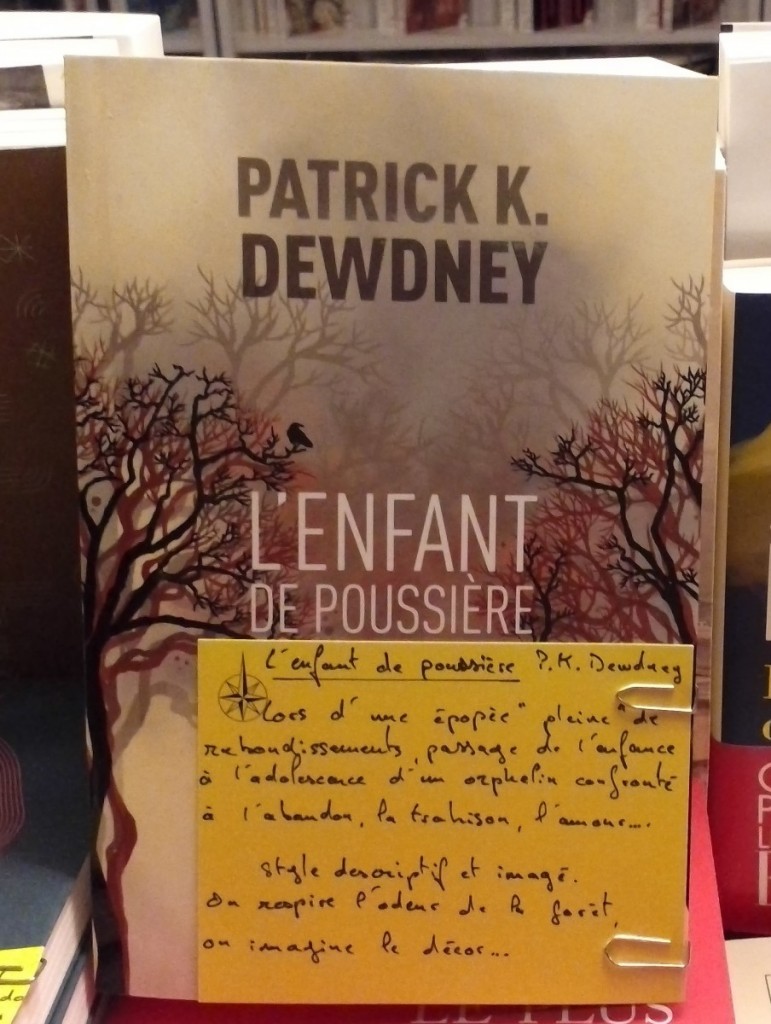 PATRICK K.
DEWDNEY
L'ENFANT
DE POUSSIÈRE
L'enfant de poussière P.K. Dewdney
Lors d'une épopée "pleine" de
rebondissements, passage de l'enfance
à l'adolescence d'un orphelin confronté
à l'abandon, la trahison, l'amour....
Style descriptif et imagé.
On respire l'odeur de la forêt,
on imagine le décor...
LE PLUS